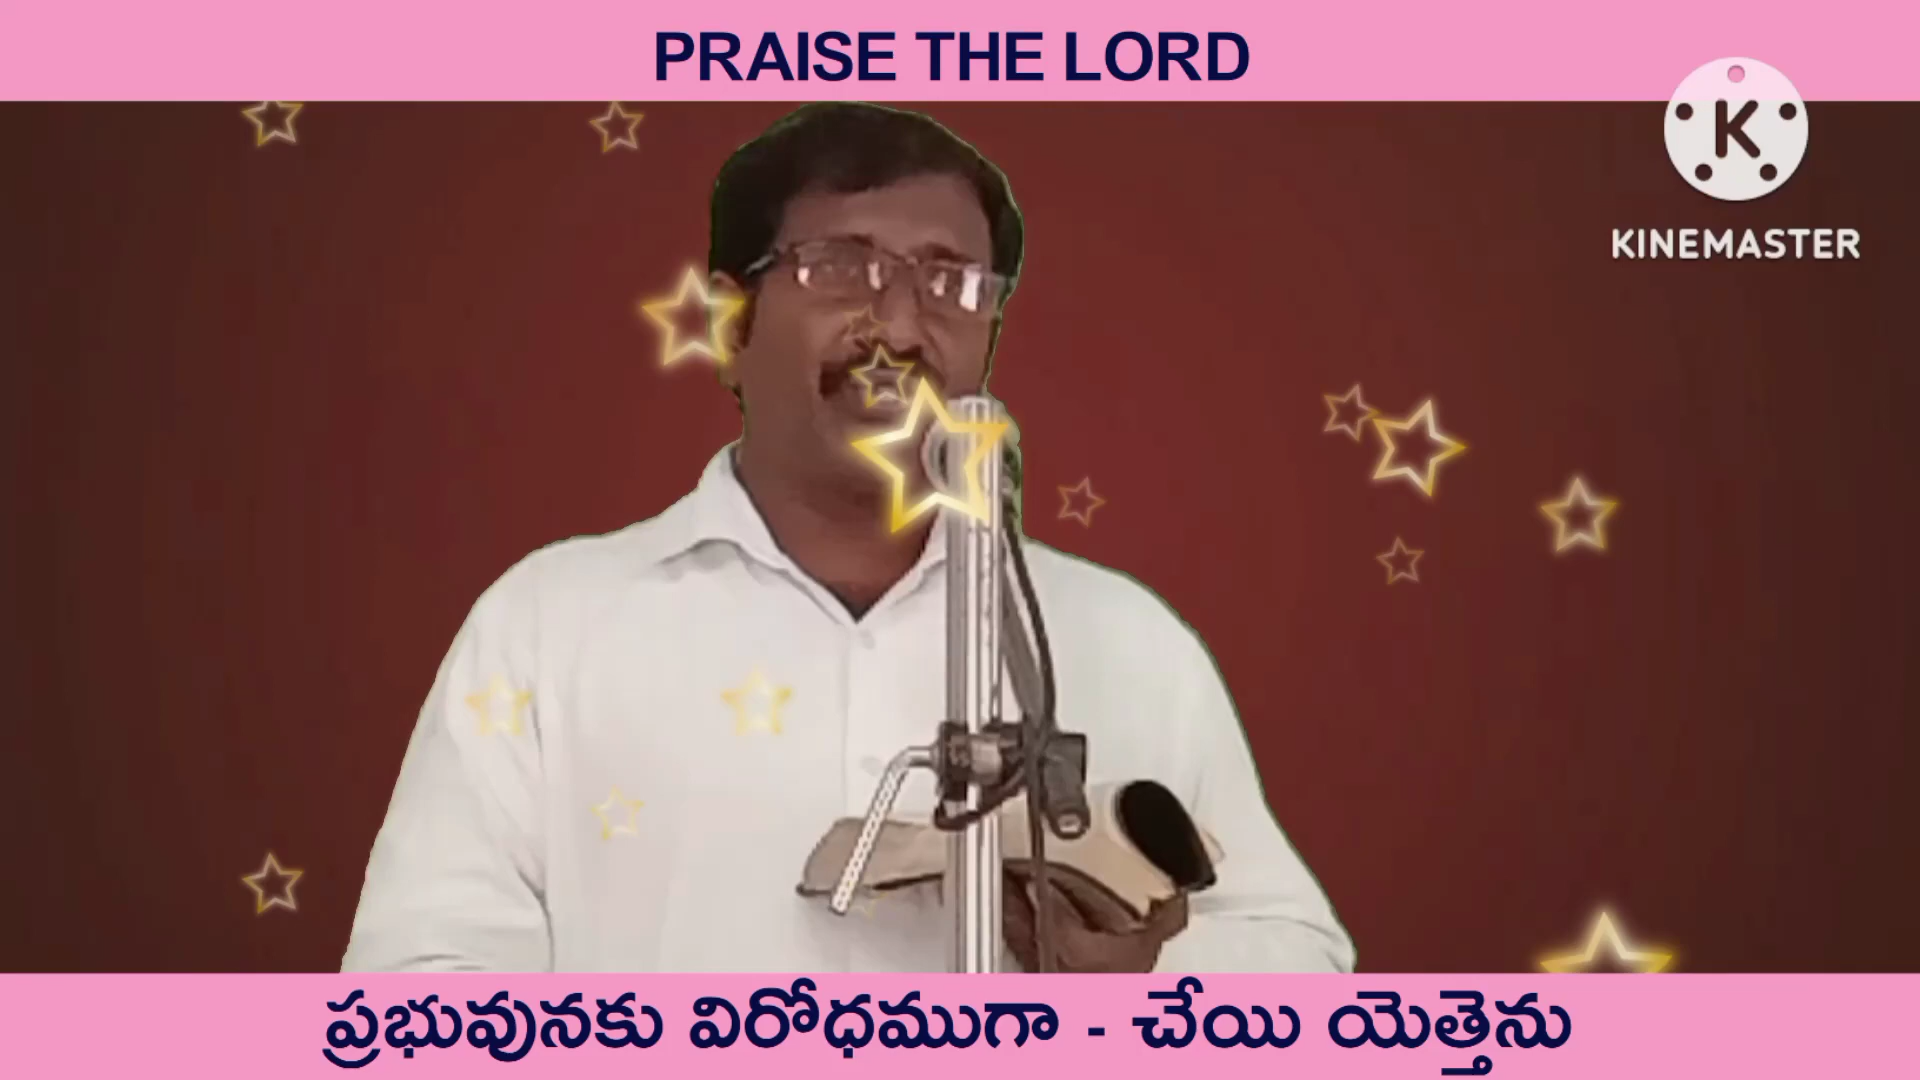 PRAISE THE LORD
K
KINEMASTER
ప్రభువునకు విరోధముగా - చేయి యెత్తెను